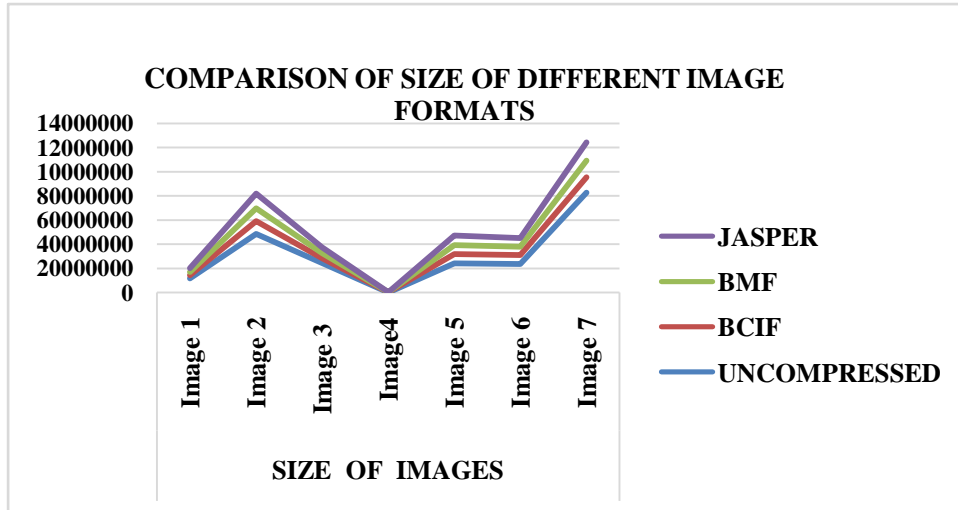 COMPARISON OF SIZE OF DIFFERENT IMAGE
FORMATS
14000000
12000000
10000000
80000000
60000000
40000000
20000000
0
Image 1
Image 2
Image 3
Image4
Image 5
Image 6
Image 7
SIZE OF IMAGES
JASPER
BMF
BCIF
UNCOMPRESSED